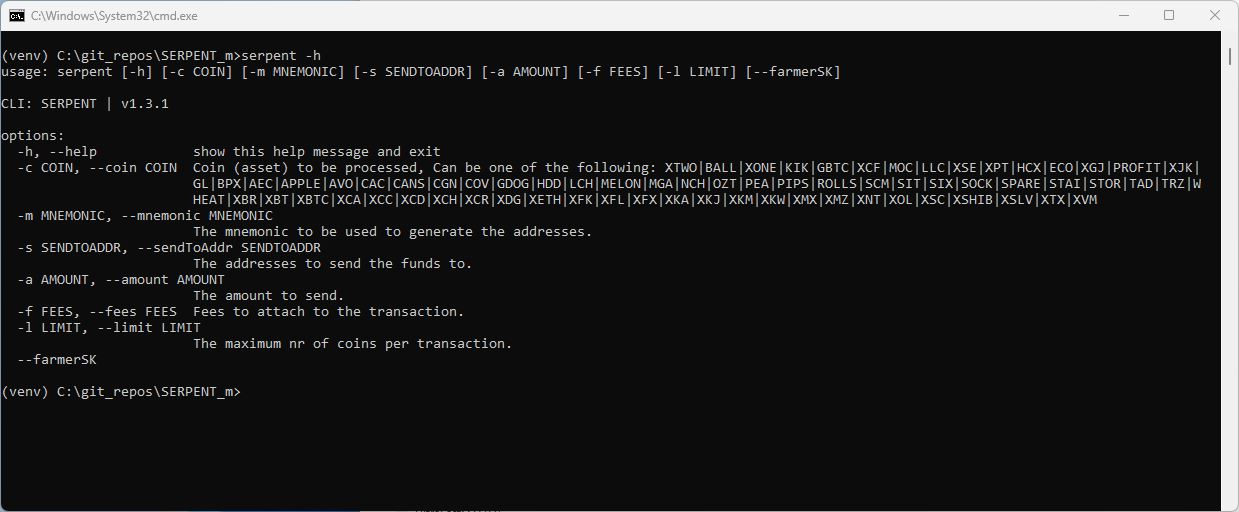 C:\Windows\System32\cmd.exe
(venv) C:\git_repos\SERPENT_m>serpent -h
usage: serpent [-h] [-c COIN] [-m MNEMONIC] [-s SENDTOADDR] [-a AMOUNT] [-f FEES] [-l LIMIT] [--farmerSK]
CLI: SERPENT | v1.3.1
options:
-h, --help show this help message and exit
-c COIN, --coin COIN Coin (asset) to be processed, Can be one of the following: XTWO|BALL|XONE|KIK|GBTC|XCF|MOC|LLC|XSE|XPT|HCX|ECO|XGJ|PROFIT|XJK|
GL|BPX|AEC|APPLE|AVO|CAC|CANS|CGN|COV|GDOG|HDD|LCH|MELON|MGA|NCH|OZT|PEA|PIPS|ROLLS|SCM|SIT|SIX|SOCK|SPARE|STAI|STOR|TAD|TRZ|W
HEAT|XBR|XBT|XBTC|XCA|XCC|XCD|XCH|XCR|XDG|XETH|XFK|XFL|XFX|XKA|XKJ|XKM|XKW|XMX|XMZ|XNT|XOL|XSC|XSHIB|XSLV|XTX|XVM
-m MNEMONIC, --mnemonic MNEMONIC
The mnemonic to be used to generate the addresses.
-s SENDTOADDR, --sendToAddr SENDTOADDR
The addresses to send the funds to.
-a AMOUNT, --amount AMOUNT
The amount to send.
-f FEES, --fees FEES Fees to attach to the transaction.
-l LIMIT, --limit LIMIT
The maximum nr of coins per transaction.
--farmerSK
(venv) C:\git_repos\SERPENT_m>